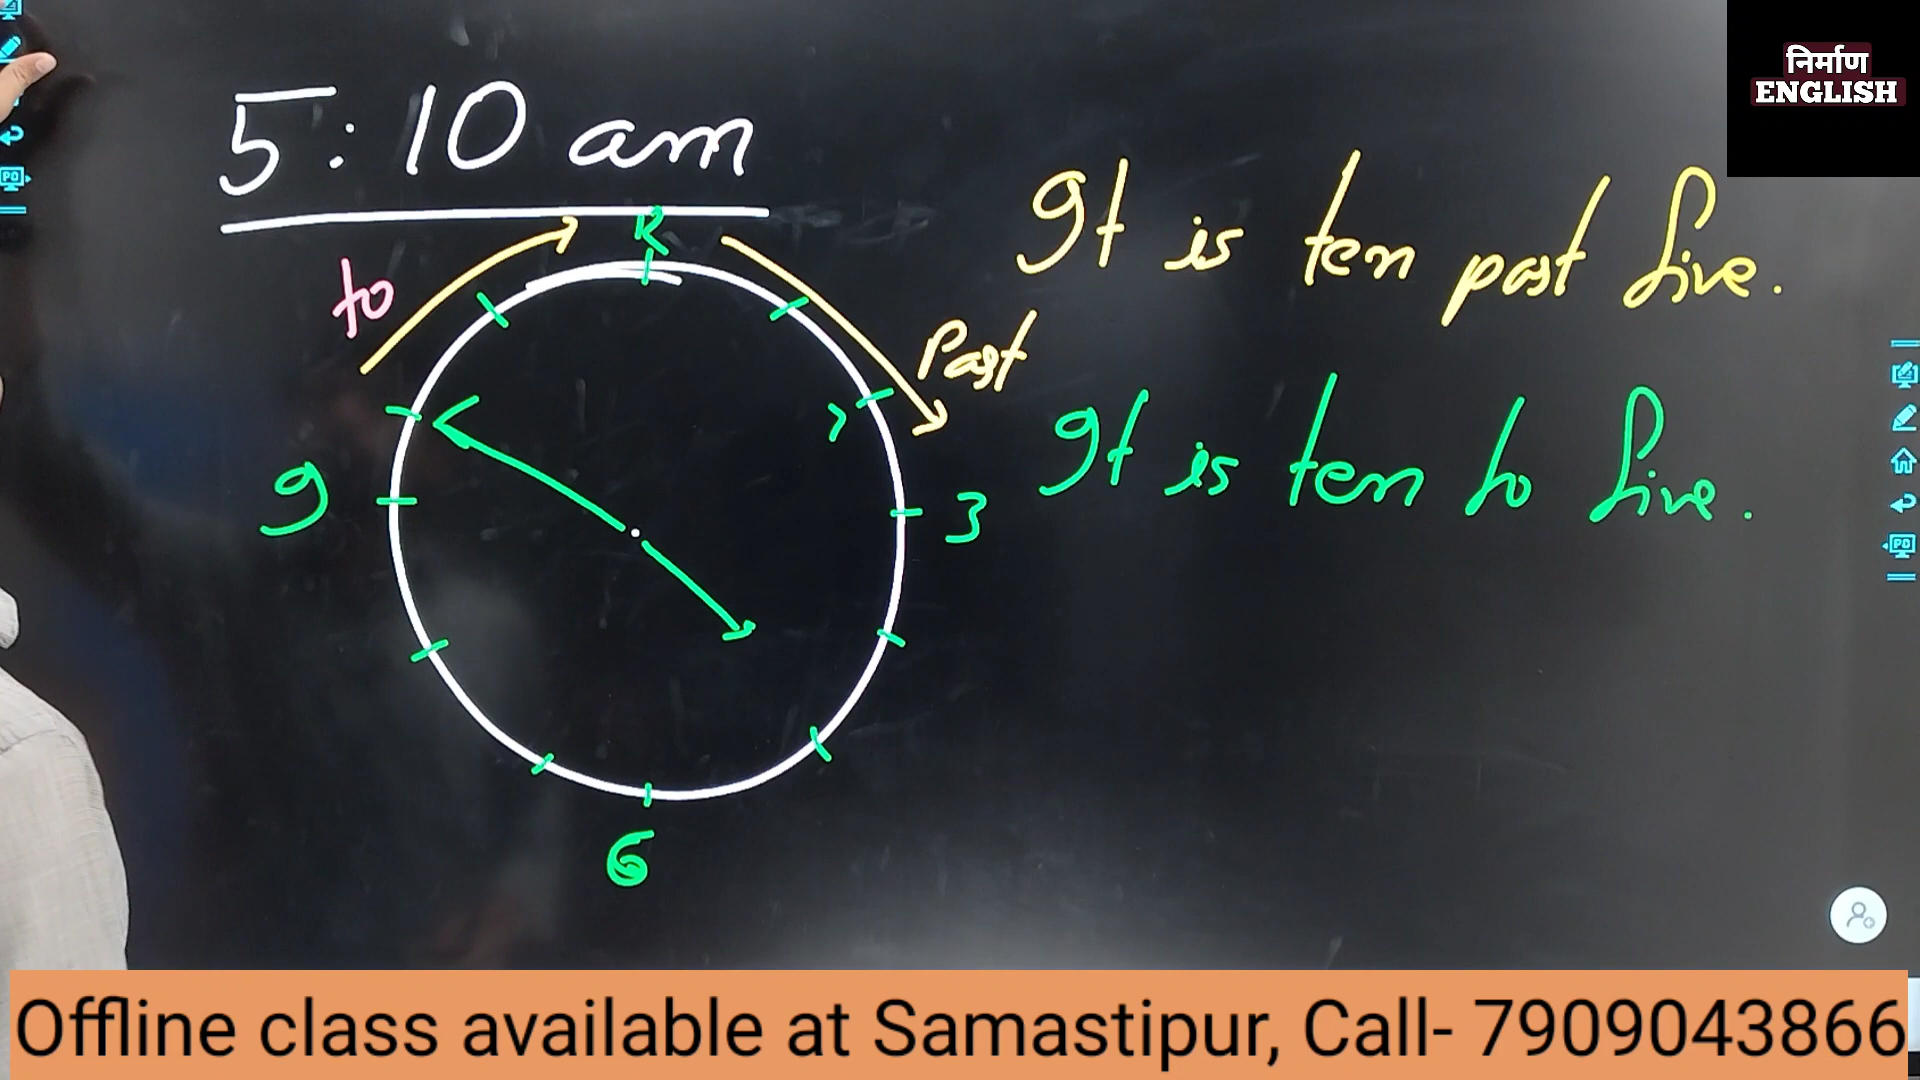 निर्माण
ENGLISH
5:10 am
12
to
It is ten past five.
Past
It is ten to five.
9
3
6
Offline class available at Samastipur, Call- 7909043866